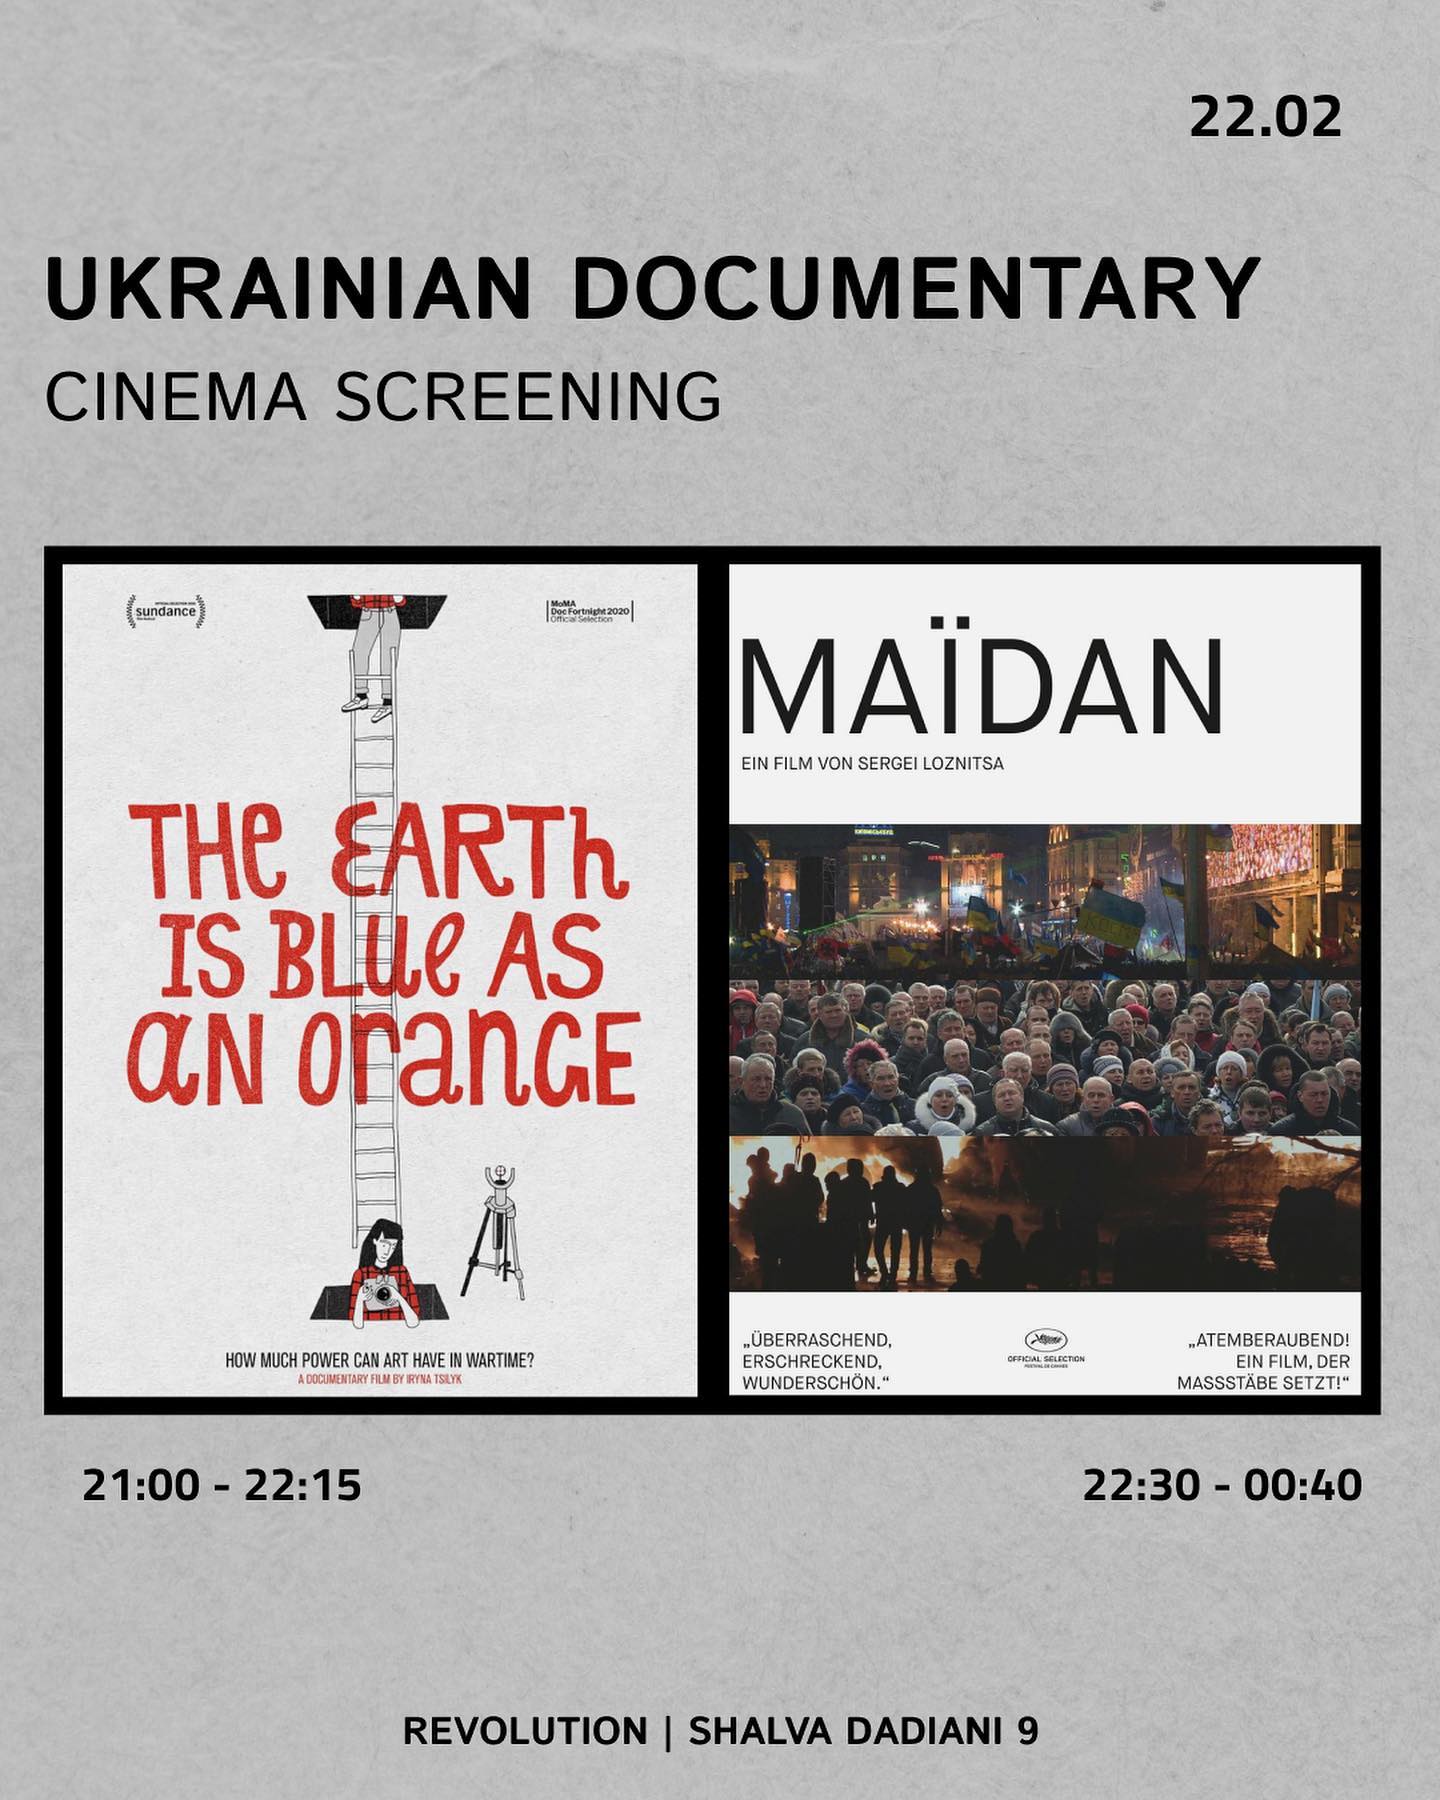 22.02
UKRAINIAN DOCUMENTARY
CINEMA SCREENING
sundance
MoMA
Doc Fortnight 2020
Official Selection
THE EARTH
IS BLUE AS
AN ORANGE
HOW MUCH POWER CAN ART HAVE IN WARTIME?
A DOCUMENTARY FILM BY IRYNA TSILYK
MAÏDAN
EIN FILM VON SERGEI LOZNITSA
„ÜBERRASCHEND,
ERSCHRECKEND,
WUNDERSCHÖN.“
OFFICIAL SELECTION
FESTIVAL DE CANNES
„ATEMBERAUBEND!
EIN FILM, DER
MASSSTÄBE SETZT!“
21:00 - 22:15
22:30 - 00:40
REVOLUTION | SHALVA DADIANI 9